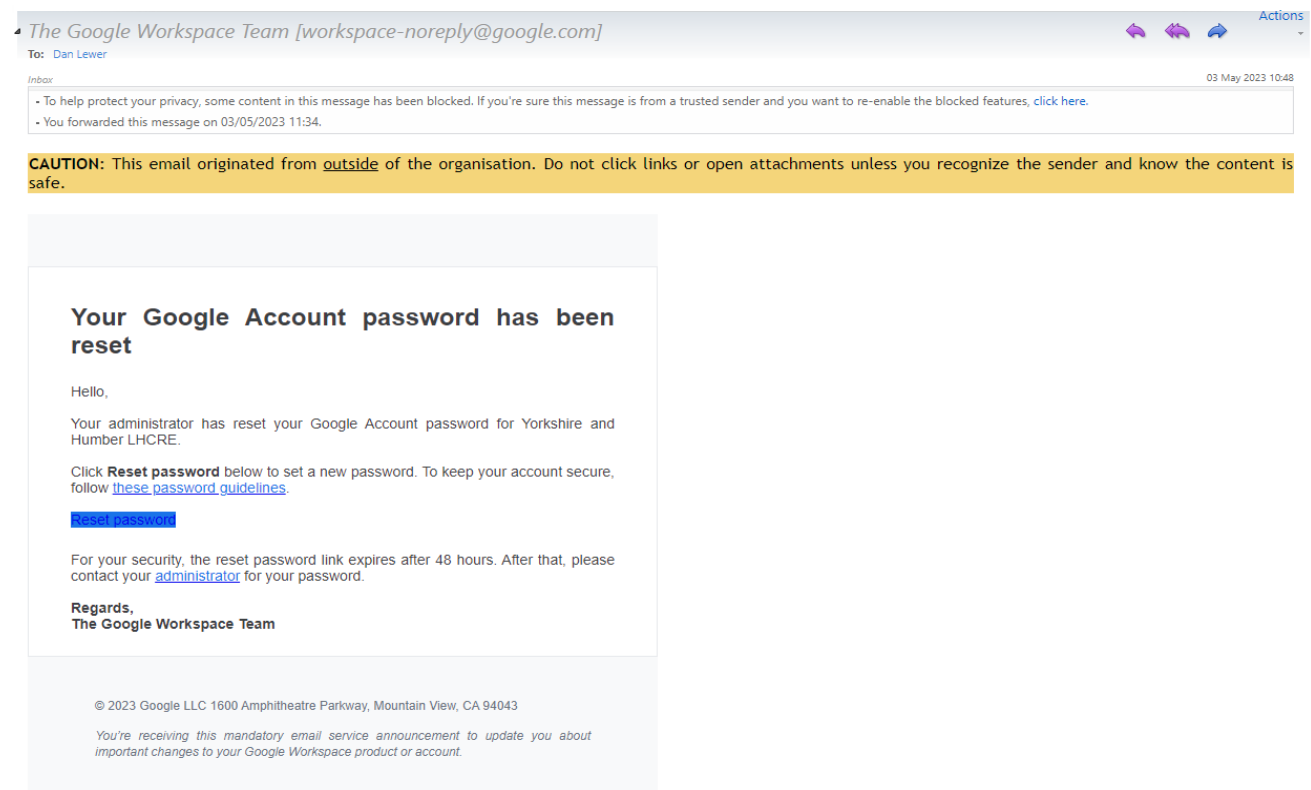 The Google Workspace Team [workspace-noreply@google.com]
Actions
To: Dan Lewer
Inbox
03 May 2023 10:48
- To help protect your privacy, some content in this message has been blocked. If you're sure this message is from a trusted sender and you want to re-enable the blocked features, click here.
- You forwarded this message on 03/05/2023 11:34.
CAUTION: This email originated from outside of the organisation. Do not click links or open attachments unless you recognize the sender and know the content is
safe.
Your Google Account password has been
reset
Hello,
Your administrator has reset your Google Account password for Yorkshire and
Humber LHCRE.
Click Reset password below to set a new password. To keep your account secure,
follow these password guidelines.
Reset password
For your security, the reset password link expires after 48 hours. After that, please
contact your administrator for your password.
Regards,
The Google Workspace Team
© 2023 Google LLC 1600 Amphitheatre Parkway, Mountain View, CA 94043
You're receiving this mandatory email service announcement to update you about
important changes to your Google Workspace product or account.